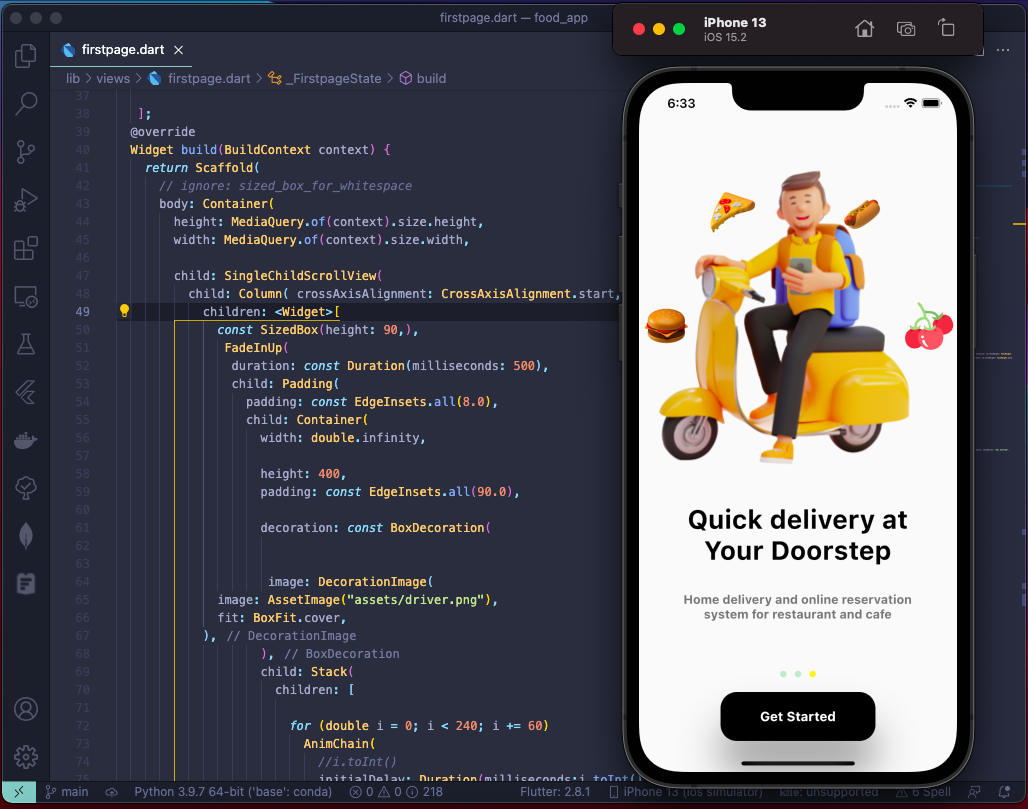 firstpage.dart — food_app
firstpage.dart
lib > views > firstpage.dart > _FirstpageState > build
37
38 ];
39 @override
40 Widget build(BuildContext context) {
41 return Scaffold(
42 // ignore: sized_box_for_whitespace
43 body: Container(
44 height: MediaQuery.of(context).size.height,
45 width: MediaQuery.of(context).size.width,
46
47 child: SingleChildScrollView(
48 child: Column( crossAxisAlignment: CrossAxisAlignment.start,
49 children: <Widget>[
50 const SizedBox(height: 90,),
51 FadeInUp(
52 duration: const Duration(milliseconds: 500),
53 child: Padding(
54 padding: const EdgeInsets.all(8.0),
55 child: Container(
56 width: double.infinity,
57
58 height: 400,
59 padding: const EdgeInsets.all(90.0),
60
61 decoration: const BoxDecoration(
62
63
64 image: DecorationImage(
65 image: AssetImage("assets/driver.png"),
66 fit: BoxFit.cover,
67 ), // DecorationImage
68 ), // BoxDecoration
69 child: Stack(
70 children: [
71
72 for (double i = 0; i < 240; i += 60)
73 AnimChain(
74 //i.toInt()
75 initialDelay: Duration(milliseconds:i.toInt()
main
Python 3.9.7 64-bit ('base': conda)
0 0 218
Flutter: 2.8.1
iPhone 13 (ios simulator)
kite: unsupported
6 Spell
iPhone 13
iOS 15.2
6:33
Quick delivery at
Your Doorstep
Home delivery and online reservation
system for restaurant and cafe
Get Started